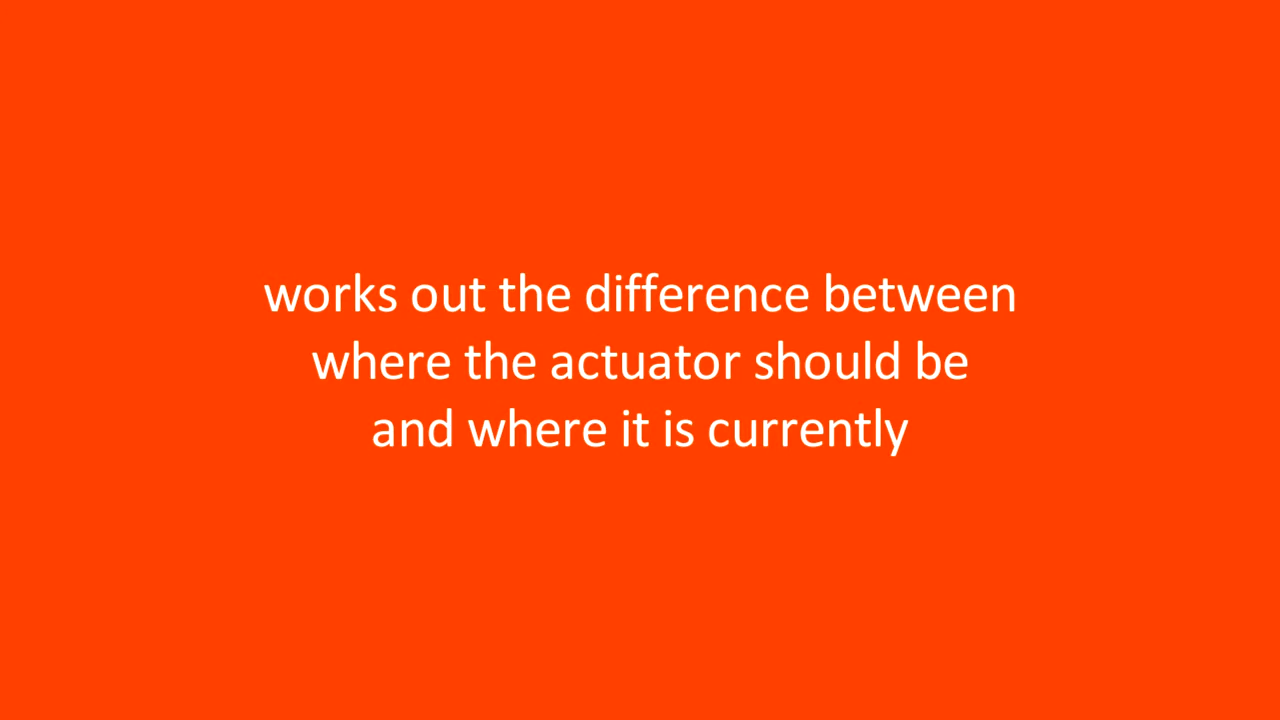 works out the difference between
where the actuator should be
and where it is currently